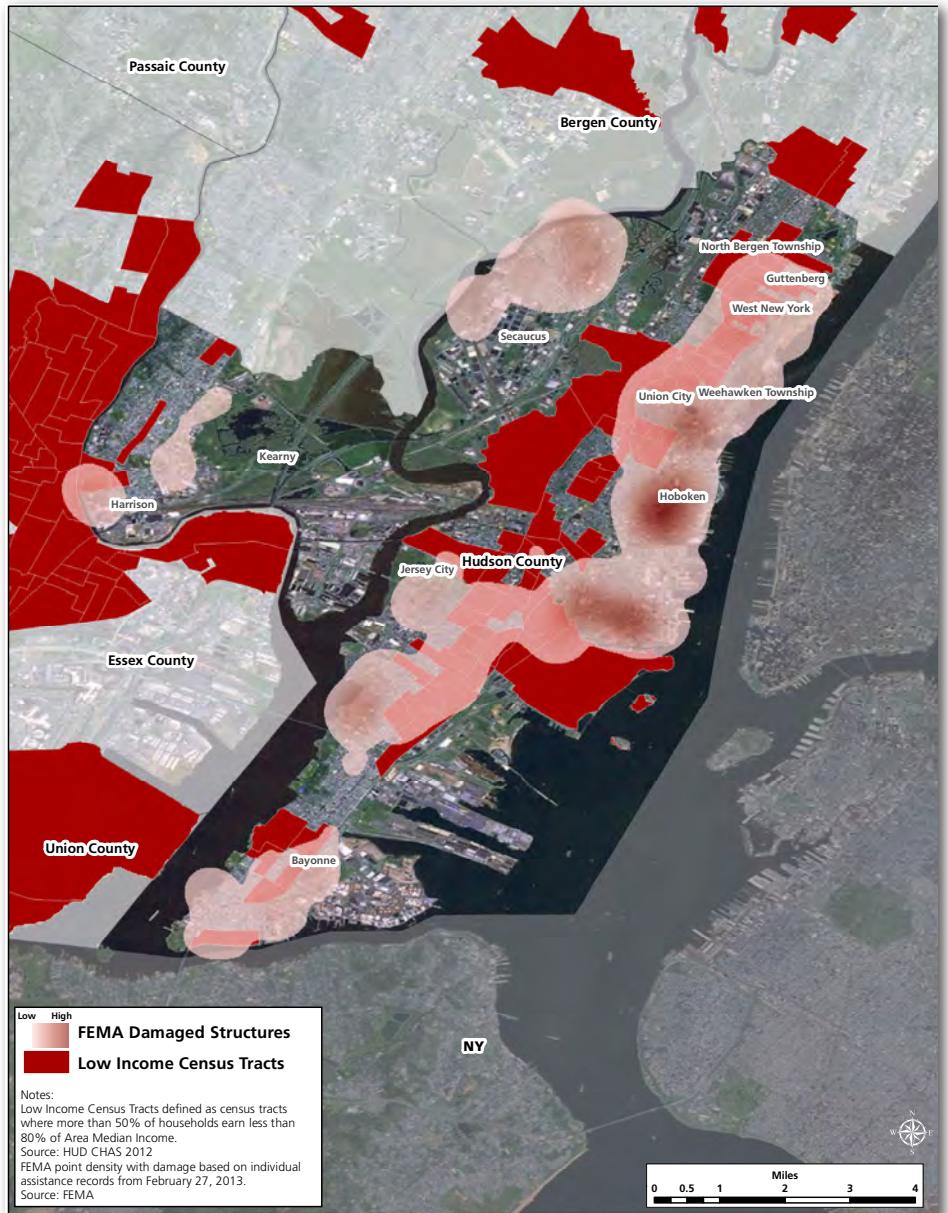 Passaic County
Bergen County
North Bergen Township
Guttenberg
West New York
Secaucus
Union City
Weehawken Township
Kearny
Hoboken
Harrison
Hudson County
Jersey City
Essex County
Union County
Bayonne
NY
Low High
FEMA Damaged Structures
Low Income Census Tracts
Notes:
Low Income Census Tracts defined as census tracts
where more than 50% of households earn less than
80% of Area Median Income.
Source: HUD CHAS 2012
FEMA point density with damage based on individual
assistance records from February 27, 2013.
Source: FEMA
N
W E
S
Miles
0 0.5 1 2 3 4